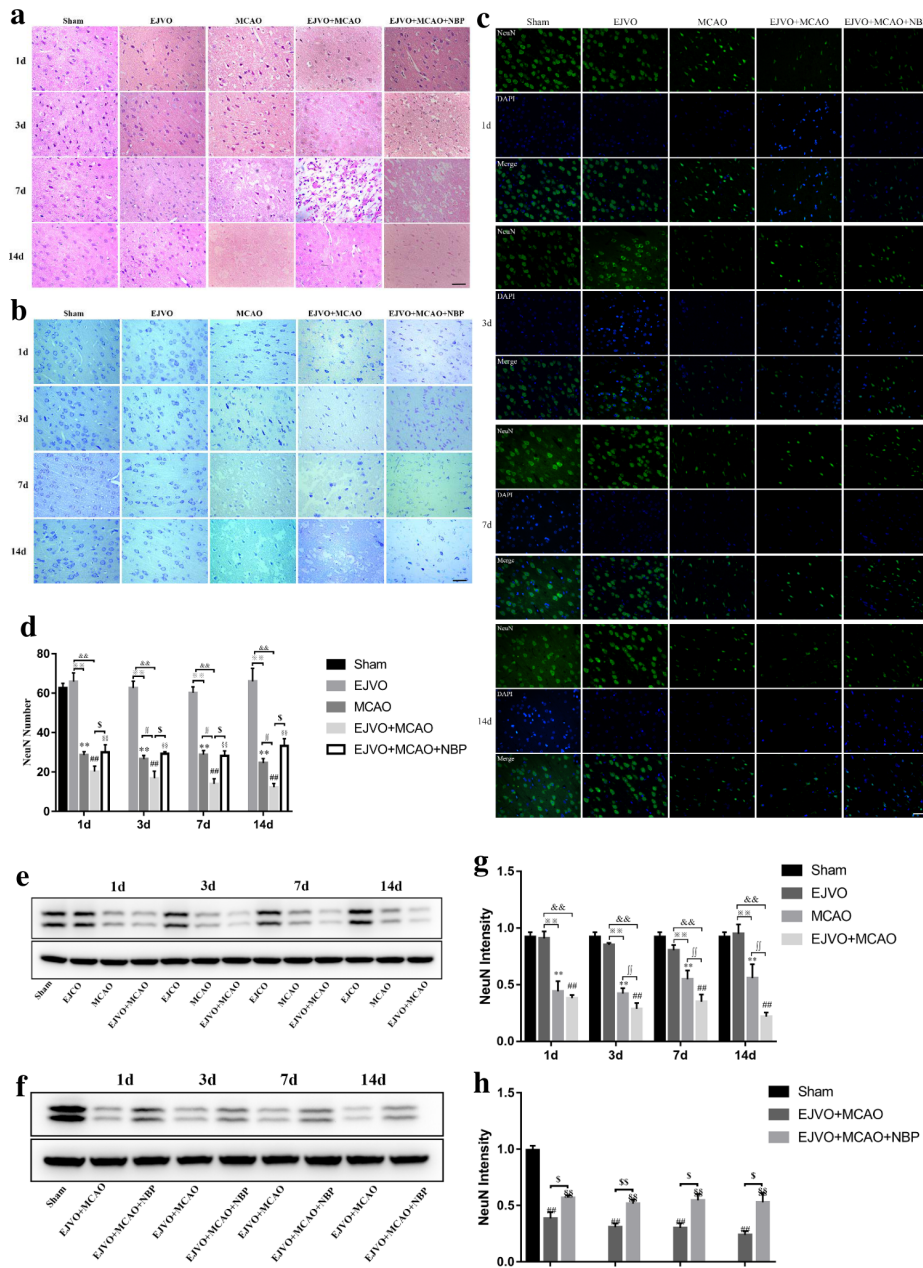 a
Sham EJVO MCAO EJVO+MCAO EJVO+MCAO+NBP
1d
3d
7d
14d
b
Sham EJVO MCAO EJVO+MCAO EJVO+MCAO+NBP
1d
3d
7d
14d
c
Sham EJVO MCAO EJVO+MCAO EJVO+MCAO+NB
NeuN
DAPI
1d
Merge
NeuN
DAPI
3d
Merge
NeuN
DAPI
7d
Merge
NeuN
DAPI
14d
Merge
d
NeuN Number
80
60
40
20
0
&& && && &&
※※ ※※ ※※ ※※
** ** ** **
## ## ## ##
# # #
$ $ $ $
§§ §§ §§ §§
1d 3d 7d 14d
Sham
EJVO
MCAO
EJVO+MCAO
EJVO+MCAO+NBP
e
1d 3d 7d 14d
Sham EJCO MCAO EJVO+MCAO EJCO MCAO EJVO+MCAO EJCO MCAO EJVO+MCAO EJCO MCAO EJVO+MCAO
f
1d 3d 7d 14d
Sham EJVO+MCAO EJVO+MCAO+NBP EJVO+MCAO EJVO+MCAO+NBP EJVO+MCAO EJVO+MCAO+NBP EJVO+MCAO EJVO+MCAO+NBP
g
NeuN Intensity
1.5
1.0
0.5
0.0
&& && && &&
※※ ※※ ※※ ※※
∬ ∬ ∬
** ** ** **
## ## ## ##
1d 3d 7d 14d
Sham
EJVO
MCAO
EJVO+MCAO
h
NeuN Intensity
1.5
1.0
0.5
0.0
$ $$ $ $
§§ §§ §§ §§
## ## ## ##
Sham
EJVO+MCAO
EJVO+MCAO+NBP